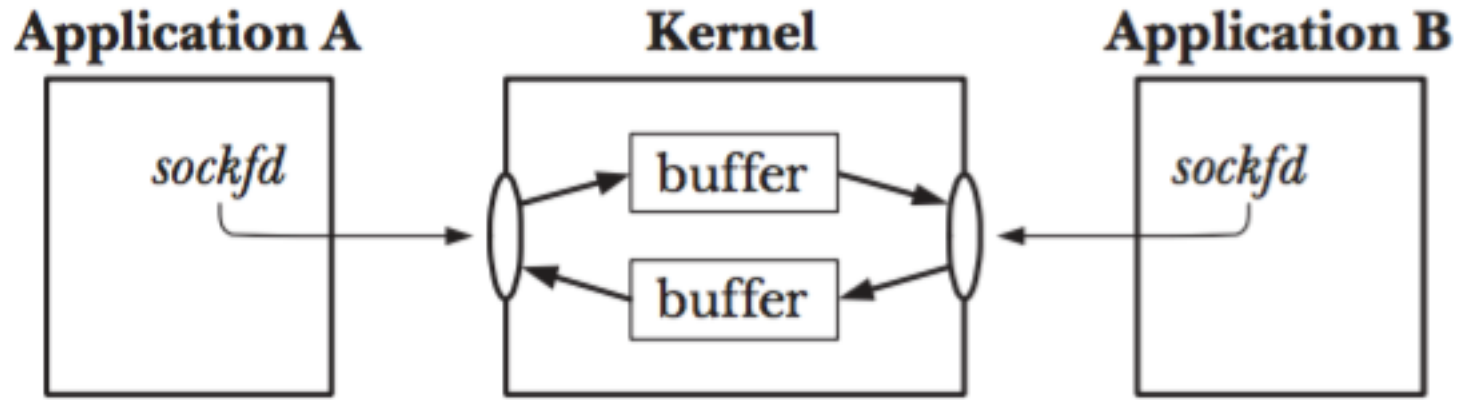 Application A Kernel Application B
sockfd buffer sockfd
buffer